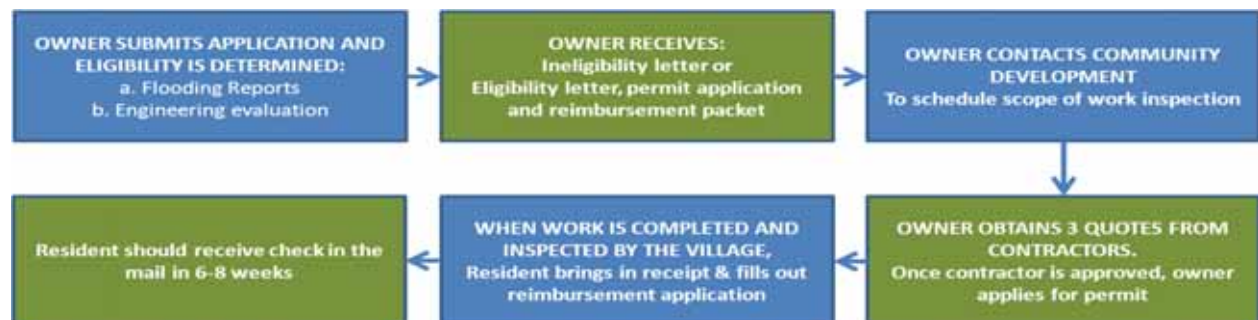 OWNER SUBMITS APPLICATION AND
ELIGIBILITY IS DETERMINED:
a. Flooding Reports
b. Engineering evaluation
OWNER RECEIVES:
Ineligibility letter or
Eligibility letter, permit application
and reimbursement packet
OWNER CONTACTS COMMUNITY
DEVELOPMENT
To schedule scope of work inspection
OWNER OBTAINS 3 QUOTES FROM
CONTRACTORS.
Once contractor is approved, owner
applies for permit
WHEN WORK IS COMPLETED AND
INSPECTED BY THE VILLAGE,
Resident brings in receipt & fills out
reimbursement application
Resident should receive check in the
mail in 6-8 weeks